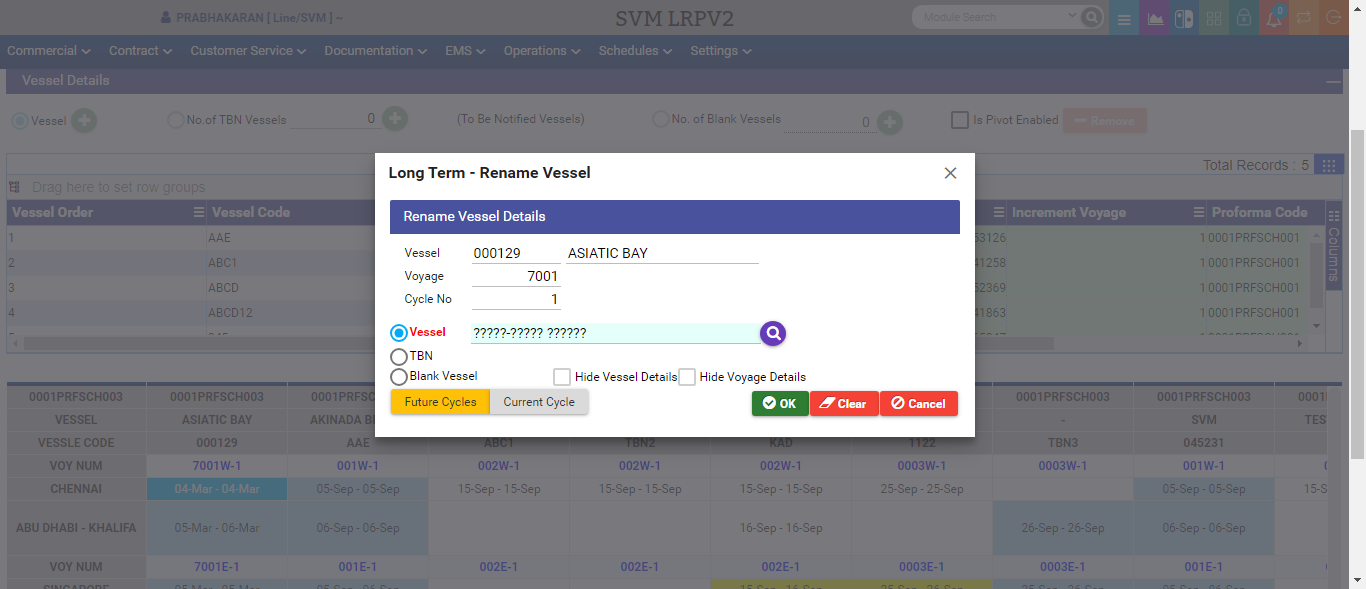 PRABHAKARAN [ Line/SVM ] ~
SVM LRPV2
Module Search
0
Commercial Contract Customer Service Documentation EMS Operations Schedules Settings
Vessel Details
Vessel No.of TBN Vessels 0 (To Be Notified Vessels) No. of Blank Vessels 0 Is Pivot Enabled Remove
Total Records : 5
Drag here to set row groups
Vessel Order Vessel Code Increment Voyage Proforma Code
Columns
1 AAE 53126 1 0001PRFSCH001
2 ABC1 41258 1 0001PRFSCH001
3 ABCD 52369 1 0001PRFSCH001
4 ABCD12 41863 1 0001PRFSCH001
Long Term - Rename Vessel
Rename Vessel Details
Vessel 000129 ASIATIC BAY
Voyage 7001
Cycle No 1
Vessel ?????-????? ??????
TBN
Blank Vessel Hide Vessel Details Hide Voyage Details
Future Cycles Current Cycle OK Clear Cancel
0001PRFSCH003 0001PRFSCH003 0001PRFSCH003 0001PRFSCH003
VESSEL ASIATIC BAY AKINADA - SVM TES
VESSLE CODE 000129 AAE ABC1 TBN2 KAD 1122 TBN3 045231
VOY NUM 7001W-1 001W-1 002W-1 002W-1 002W-1 0003W-1 0003W-1 001W-1
CHENNAI 04-Mar - 04-Mar 05-Sep - 05-Sep 15-Sep - 15-Sep 15-Sep - 15-Sep 15-Sep - 15-Sep 25-Sep - 25-Sep 05-Sep - 05-Sep 15-S
ABU DHABI - KHALIFA 05-Mar - 06-Mar 06-Sep - 06-Sep 16-Sep - 16-Sep 26-Sep - 26-Sep 06-Sep - 06-Sep
VOY NUM 7001E-1 001E-1 002E-1 002E-1 002E-1 0003E-1 0003E-1 001E-1
SINGAPORE